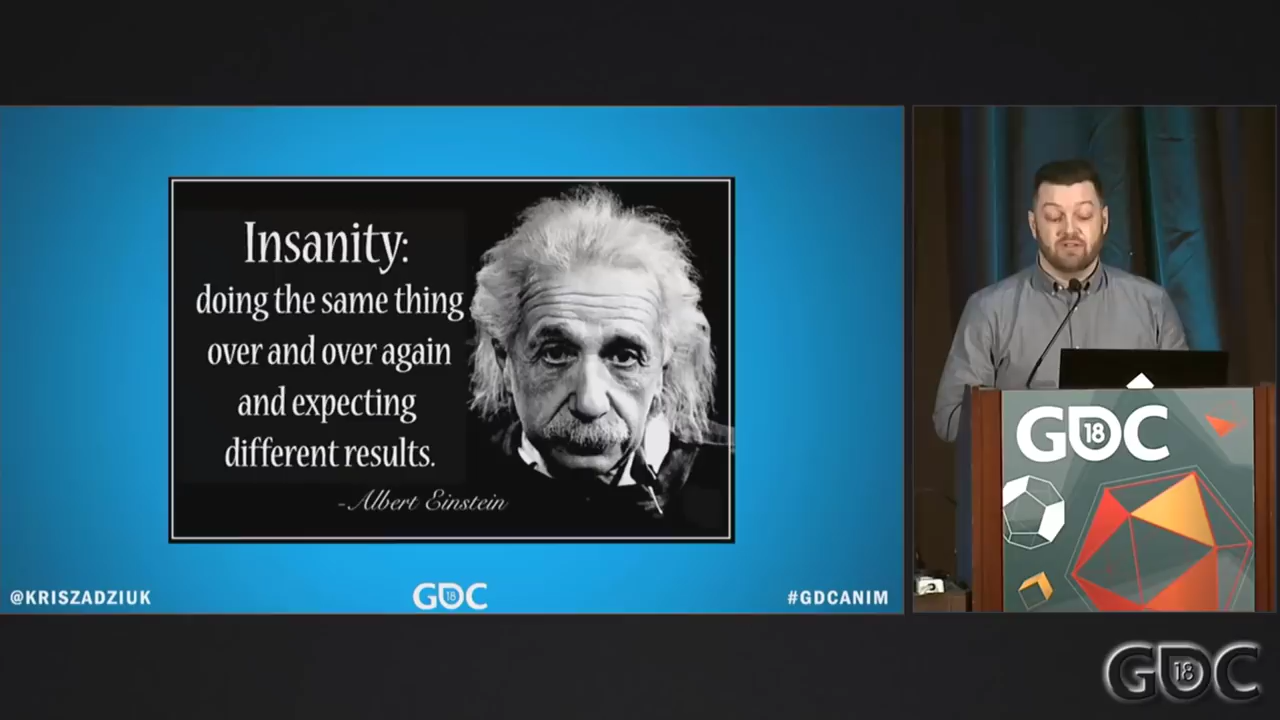 Insanity:
doing the same thing
over and over again
and expecting
different results.
-Albert Einstein
@KRISZADZIUK
GDC 18
#GDCANIM
GDC 18
GDC 18